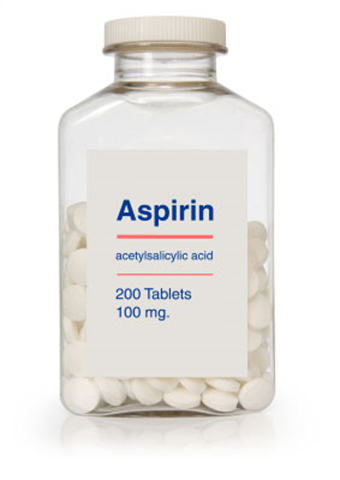 Aspirin
acetylsalicylic acid
200 Tablets
100 mg.